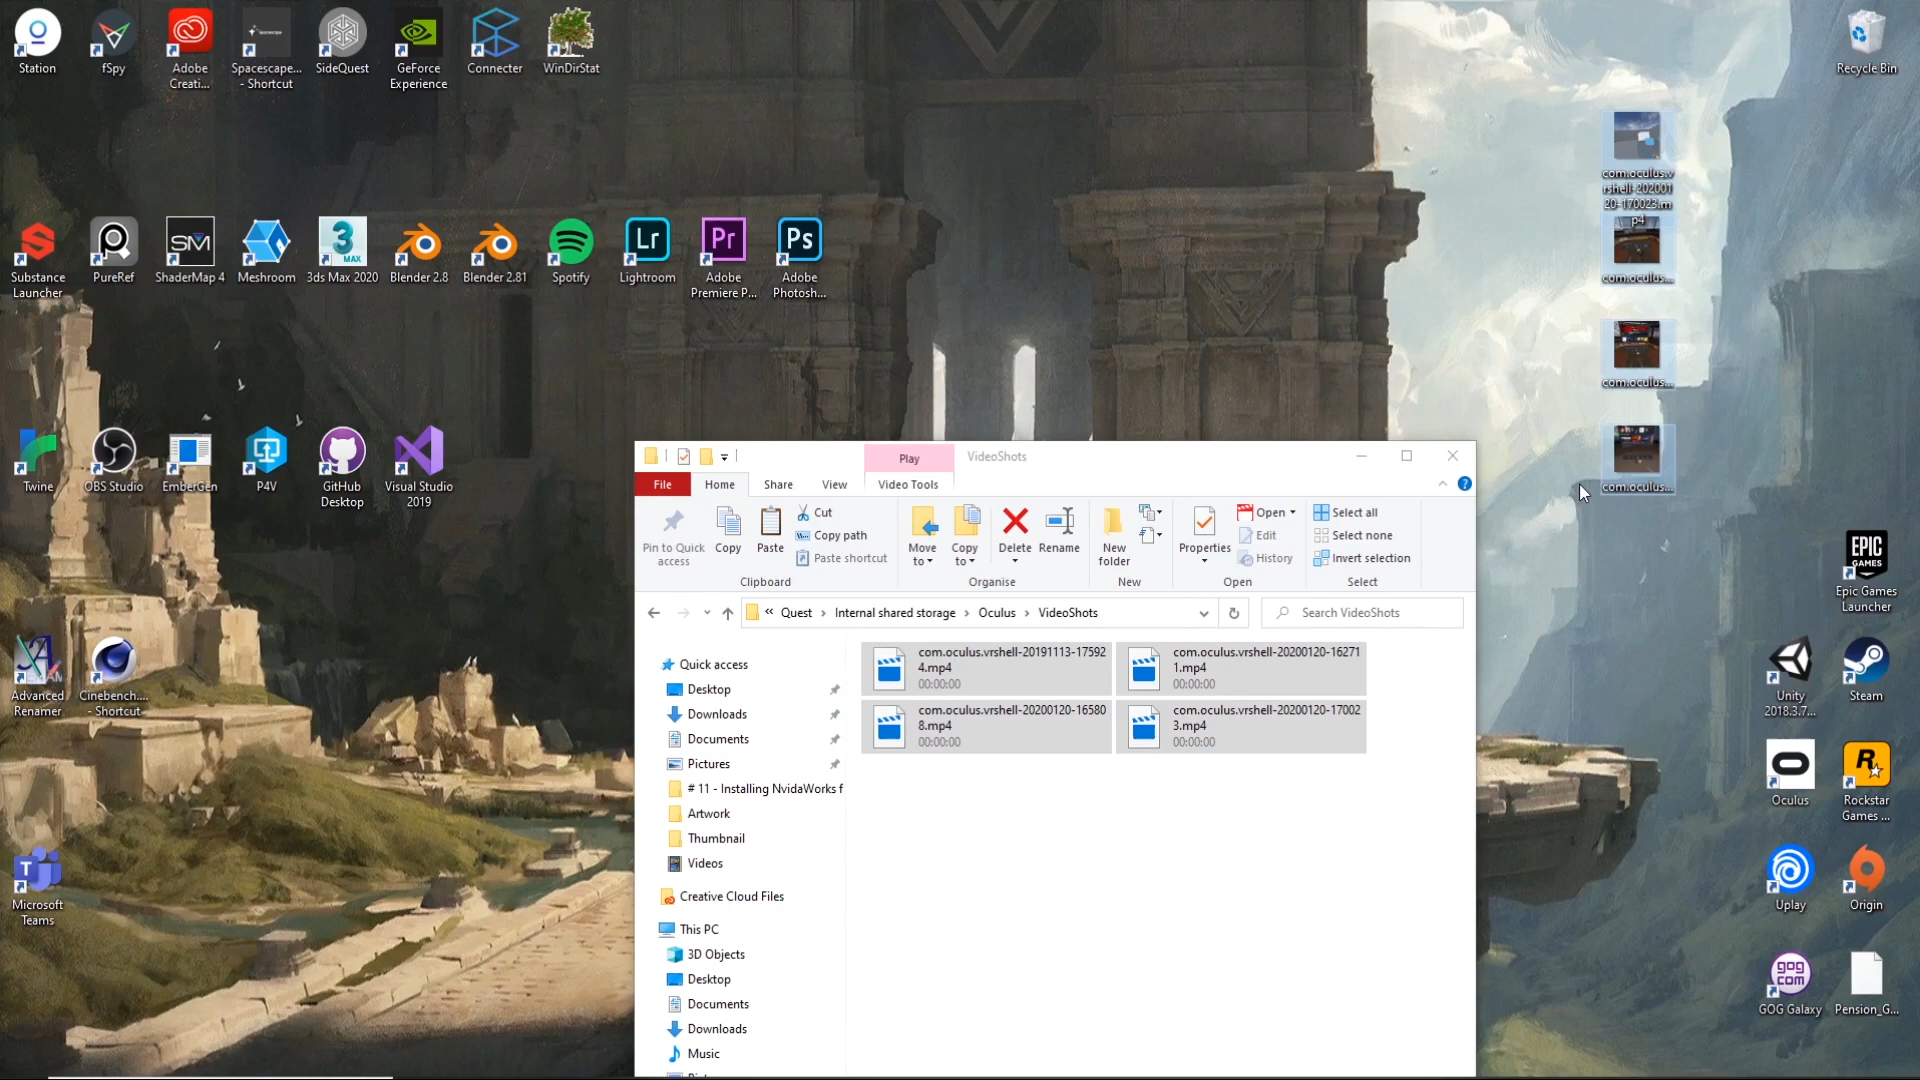 Station
fSpy
Adobe
Creati...
Spacescape...
- Shortcut
SideQuest
GeForce
Experience
Connecter
WinDirStat
Recycle Bin
com.oculus.v
rshell-202001
20-170023.m
p4
com.oculus...
com.oculus...
com.oculus...
Substance
Launcher
PureRef
SM
ShaderMap 4
Meshroom
3
MAX
3ds Max 2020
Blender 2.8
Blender 2.81
Spotify
Lr
Lightroom
Pr
Adobe
Premiere P...
Ps
Adobe
Photosh...
Twine
OBS Studio
EmberGen
P4V
GitHub
Desktop
Visual Studio
2019
Advanced
Renamer
Cinebench....
- Shortcut
T
Microsoft
Teams
EPIC
GAMES
Epic Games
Launcher
Unity
2018.3.7...
Steam
Oculus
R
Rockstar
Games ...
Uplay
Origin
gog
com
GOG Galaxy
Pension_G...
Play
VideoShots
File
Home
Share
View
Video Tools
Pin to Quick
access
Copy
Paste
Cut
Copy path
Paste shortcut
Clipboard
Move
to
Copy
to
Delete
Rename
Organise
New
folder
New
Properties
Open
Edit
History
Open
Select all
Select none
Invert selection
Select
« Quest › Internal shared storage › Oculus › VideoShots
Search VideoShots
Quick access
Desktop
Downloads
Documents
Pictures
# 11 - Installing NvidaWorks f
Artwork
Thumbnail
Videos
Creative Cloud Files
This PC
3D Objects
Desktop
Documents
Downloads
Music
com.oculus.vrshell-20191113-17592
4.mp4
00:00:00
com.oculus.vrshell-20200120-16271
1.mp4
00:00:00
com.oculus.vrshell-20200120-16580
8.mp4
00:00:00
com.oculus.vrshell-20200120-17002
3.mp4
00:00:00